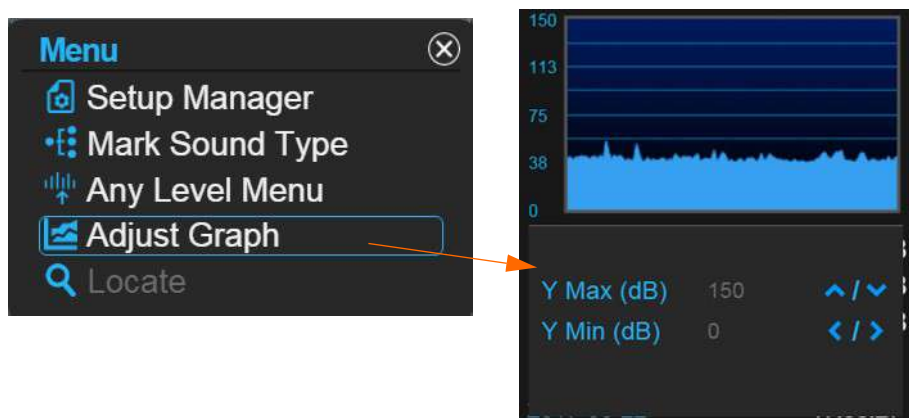 Menu
Setup Manager
Mark Sound Type
Any Level Menu
Adjust Graph
Locate
150
113
75
38
0
Y Max (dB) 150 /
Y Min (dB) 0 /